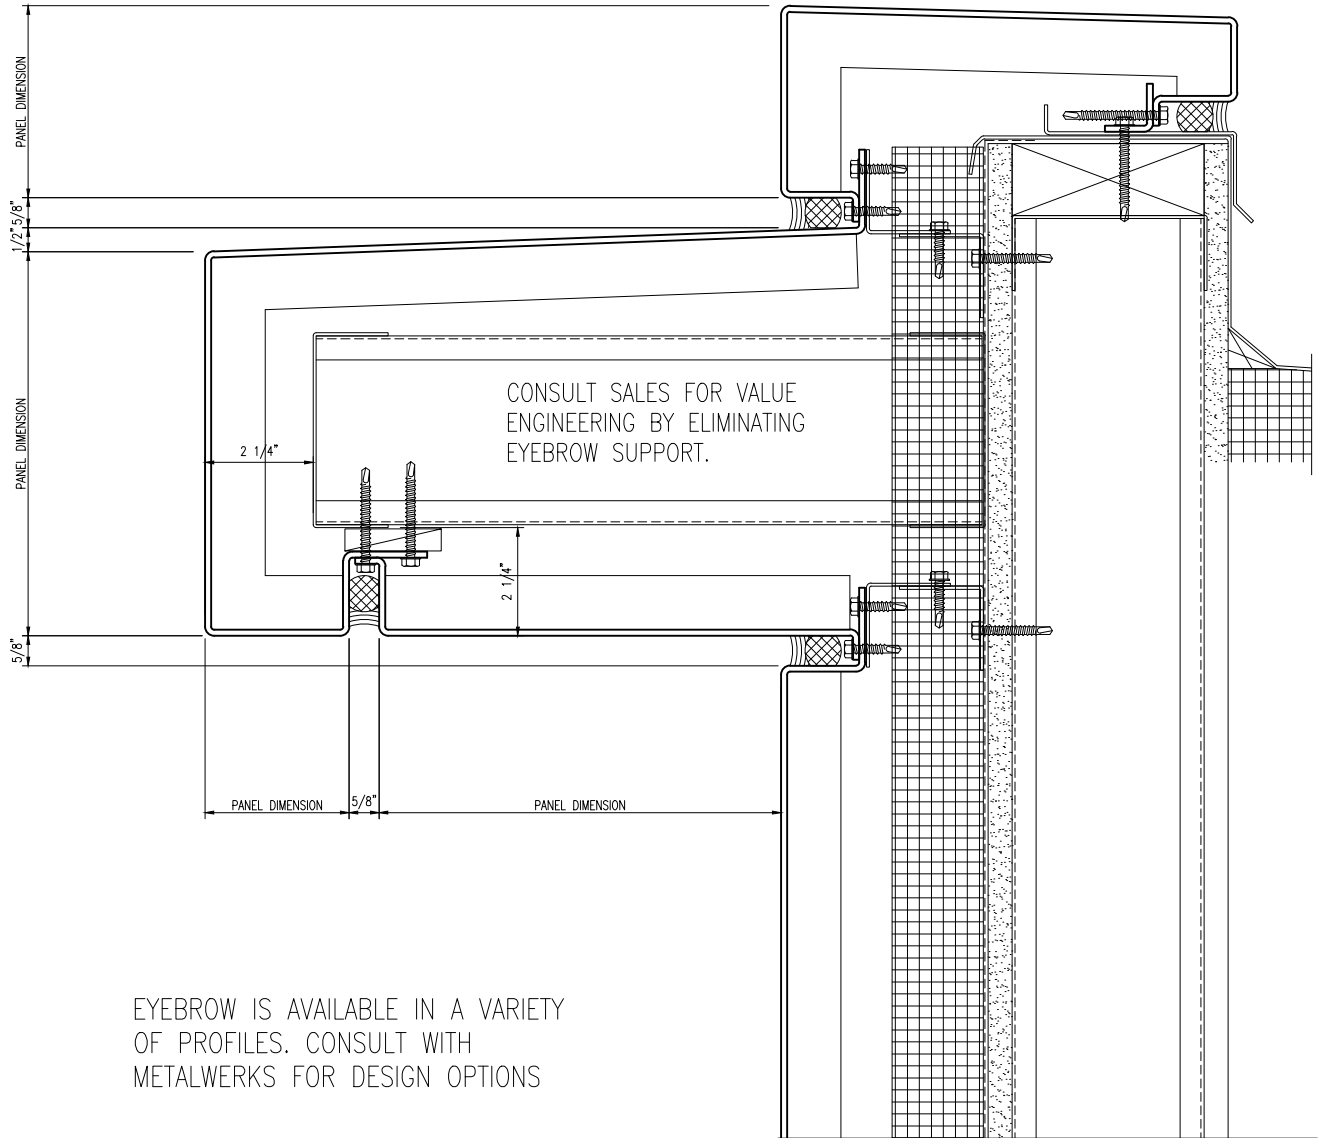 PANEL DIMENSION
5/8"
1/2"
PANEL DIMENSION
5/8"
CONSULT SALES FOR VALUE
ENGINEERING BY ELIMINATING
EYEBROW SUPPORT.
2 1/4"
2 1/4"
PANEL DIMENSION
5/8"
PANEL DIMENSION
EYEBROW IS AVAILABLE IN A VARIETY
OF PROFILES. CONSULT WITH
METALWERKS FOR DESIGN OPTIONS